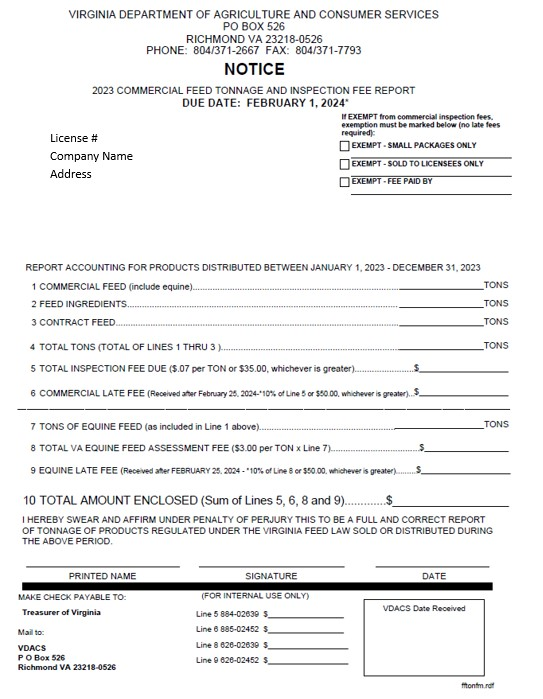 VIRGINIA DEPARTMENT OF AGRICULTURE AND CONSUMER SERVICES
PO BOX 526
RICHMOND VA 23218-0526
PHONE: 804/371-2667 FAX: 804/371-7793
NOTICE
2023 COMMERCIAL FEED TONNAGE AND INSPECTION FEE REPORT
DUE DATE: FEBRUARY 1, 2024*
If EXEMPT from commercial inspection fees,
exemption must be marked below (no late fees
required):
EXEMPT - SMALL PACKAGES ONLY
EXEMPT - SOLD TO LICENSEES ONLY
EXEMPT - FEE PAID BY
License #
Company Name
Address
REPORT ACCOUNTING FOR PRODUCTS DISTRIBUTED BETWEEN JANUARY 1, 2023 - DECEMBER 31, 2023
1 COMMERCIAL FEED (include equine)..........TONS
2 FEED INGREDIENTS..........TONS
3 CONTRACT FEED..........TONS
4 TOTAL TONS (TOTAL OF LINES 1 THRU 3 )..........TONS
5 TOTAL INSPECTION FEE DUE ($.07 per TON or $35.00, whichever is greater)..........$
6 COMMERCIAL LATE FEE (Received after February 25, 2024-*10% of Line 5 or $50.00, whichever is greater)..$
7 TONS OF EQUINE FEED (as included in Line 1 above)..........TONS
8 TOTAL VA EQUINE FEED ASSESSMENT FEE ($3.00 per TON x Line 7)..........$
9 EQUINE LATE FEE (Received after FEBRUARY 25, 2024 - *10% of Line 8 or $50.00, whichever is greater).......$
10 TOTAL AMOUNT ENCLOSED (Sum of Lines 5, 6, 8 and 9)............$
I HEREBY SWEAR AND AFFIRM UNDER PENALTY OF PERJURY THIS TO BE A FULL AND CORRECT REPORT
OF TONNAGE OF PRODUCTS REGULATED UNDER THE VIRGINIA FEED LAW SOLD OR DISTRIBUTED DURING
THE ABOVE PERIOD.
PRINTED NAME SIGNATURE DATE
MAKE CHECK PAYABLE TO:
Treasurer of Virginia
Mail to:
VDACS
P O Box 526
Richmond VA 23218-0526
(FOR INTERNAL USE ONLY)
Line 5 884-02639 $
Line 6 885-02452 $
Line 8 626-02639 $
Line 9 626-02452 $
VDACS Date Received
fftonfm.rdf